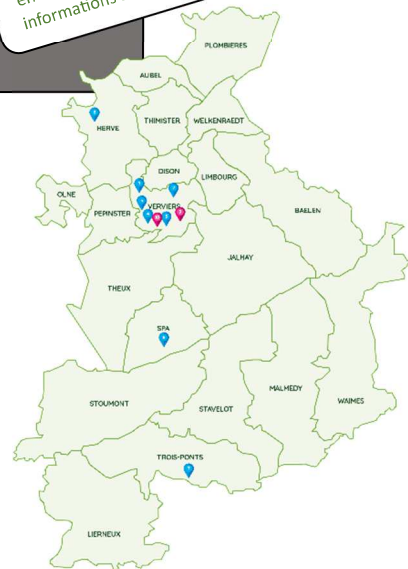 informations
PLOMBIERES
AUBEL
HERVE
THIMISTER
WELKENRAEDT
DISON
LIMBOURG
OLNE
VERVIERS
PEPINSTER
BAELEN
JALHAY
THEUX
SPA
STOUMONT
STAVELOT
MALMEDY
WAIMES
TROIS-PONTS
LIERNEUX